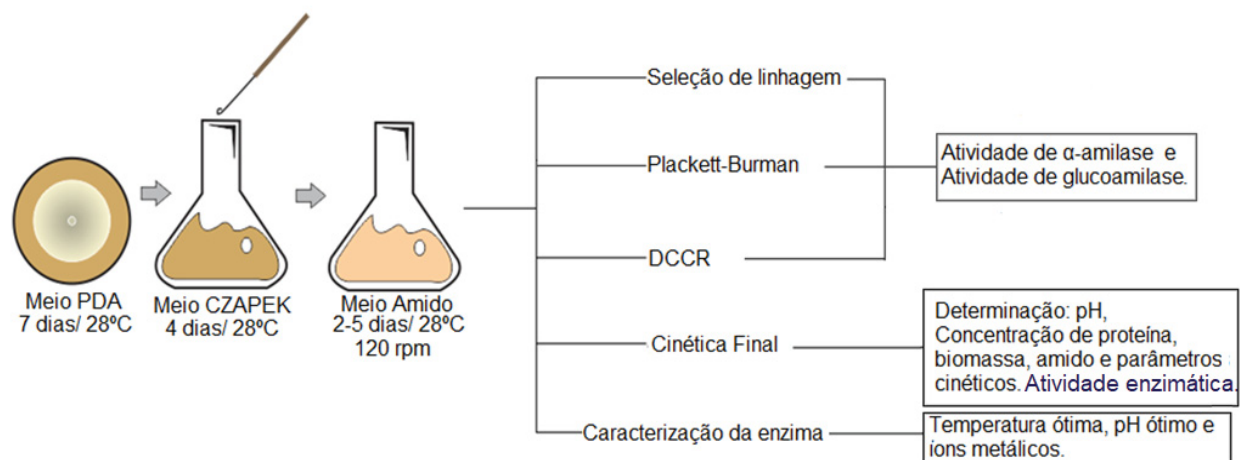 Meio PDA
7 dias/ 28ºC
Meio CZAPEK
4 dias/ 28ºC
Meio Amido
2-5 dias/ 28ºC
120 rpm
Seleção de linhagem
Plackett-Burman
DCCR
Atividade de α-amilase e
Atividade de glucoamilase.
Cinética Final
Determinação: pH,
Concentração de proteína,
biomassa, amido e parâmetros
cinéticos. Atividade enzimática.
Caracterização da enzima
Temperatura ótima, pH ótimo e
íons metálicos.